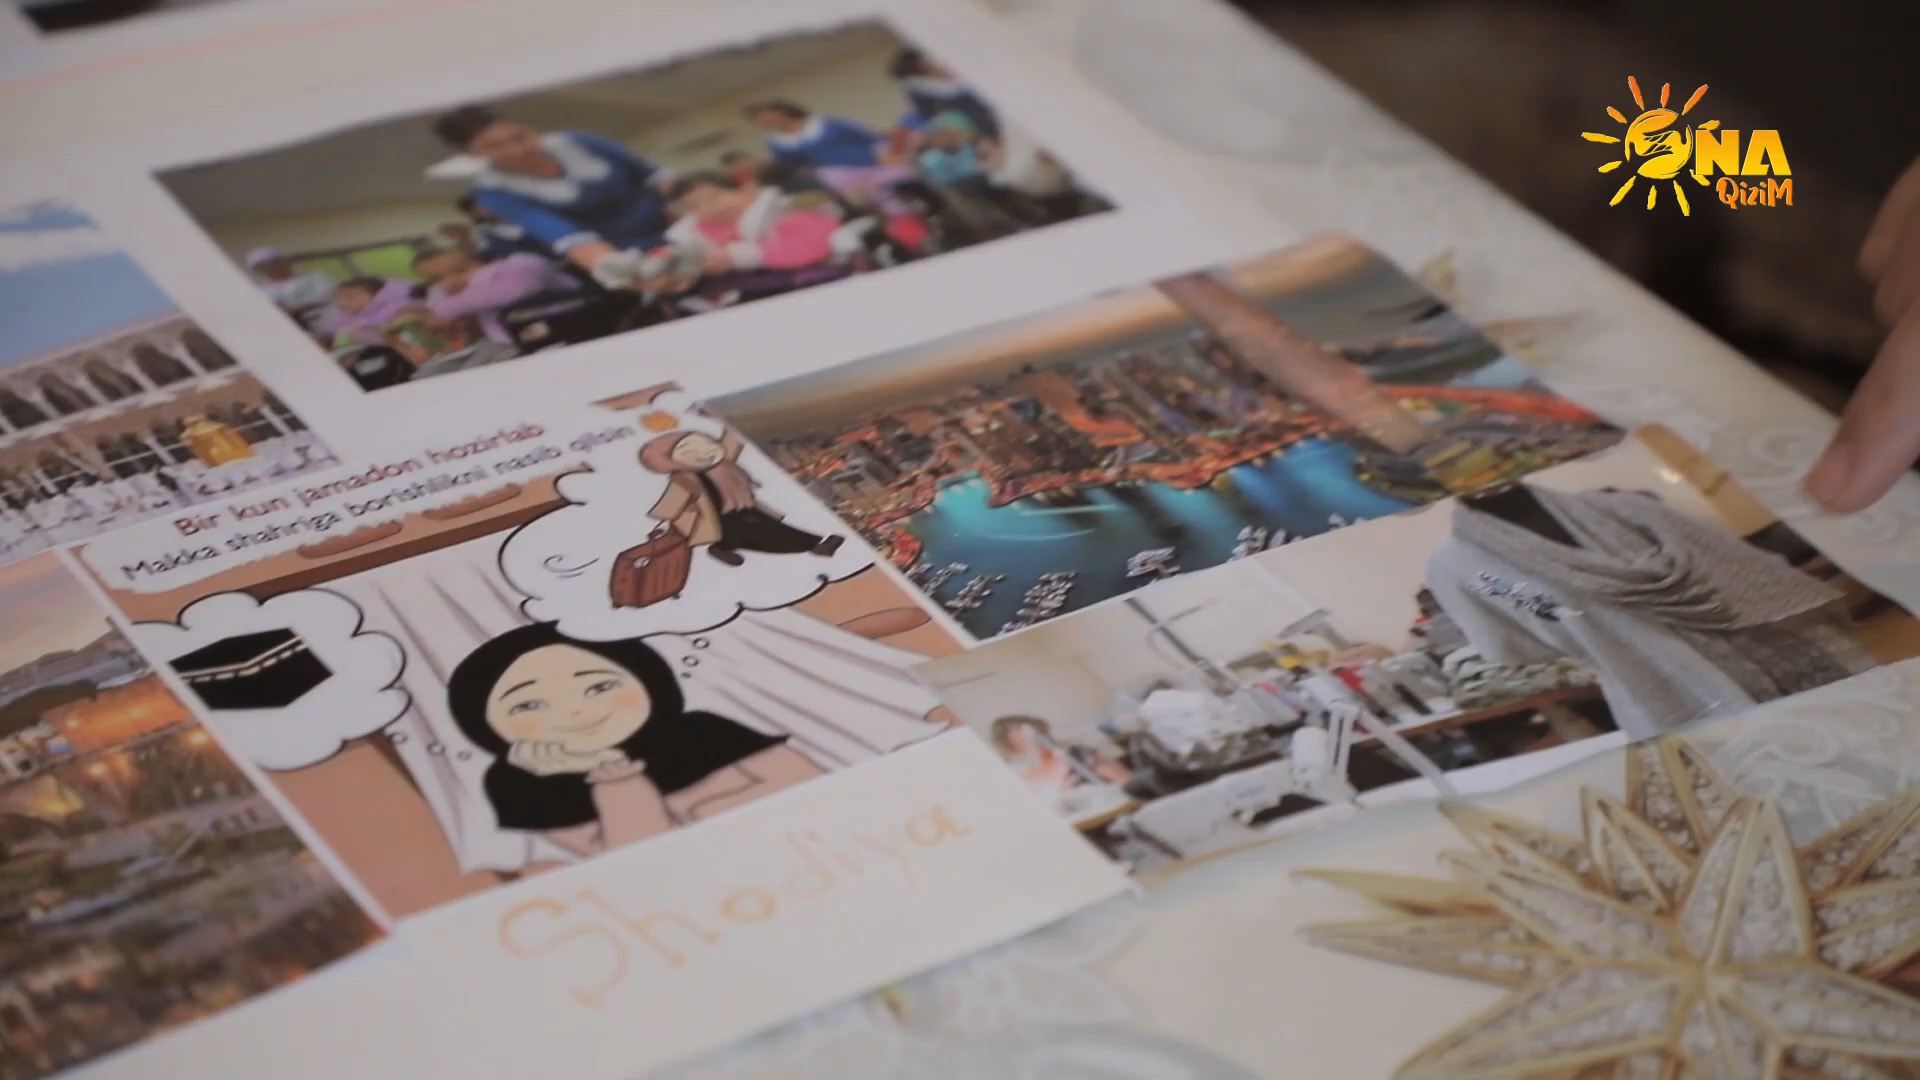 ONA
QiziM
Bir kun jamadon hozirlab
Makka shahriga borishlikni nasib qilsin
Shodiya